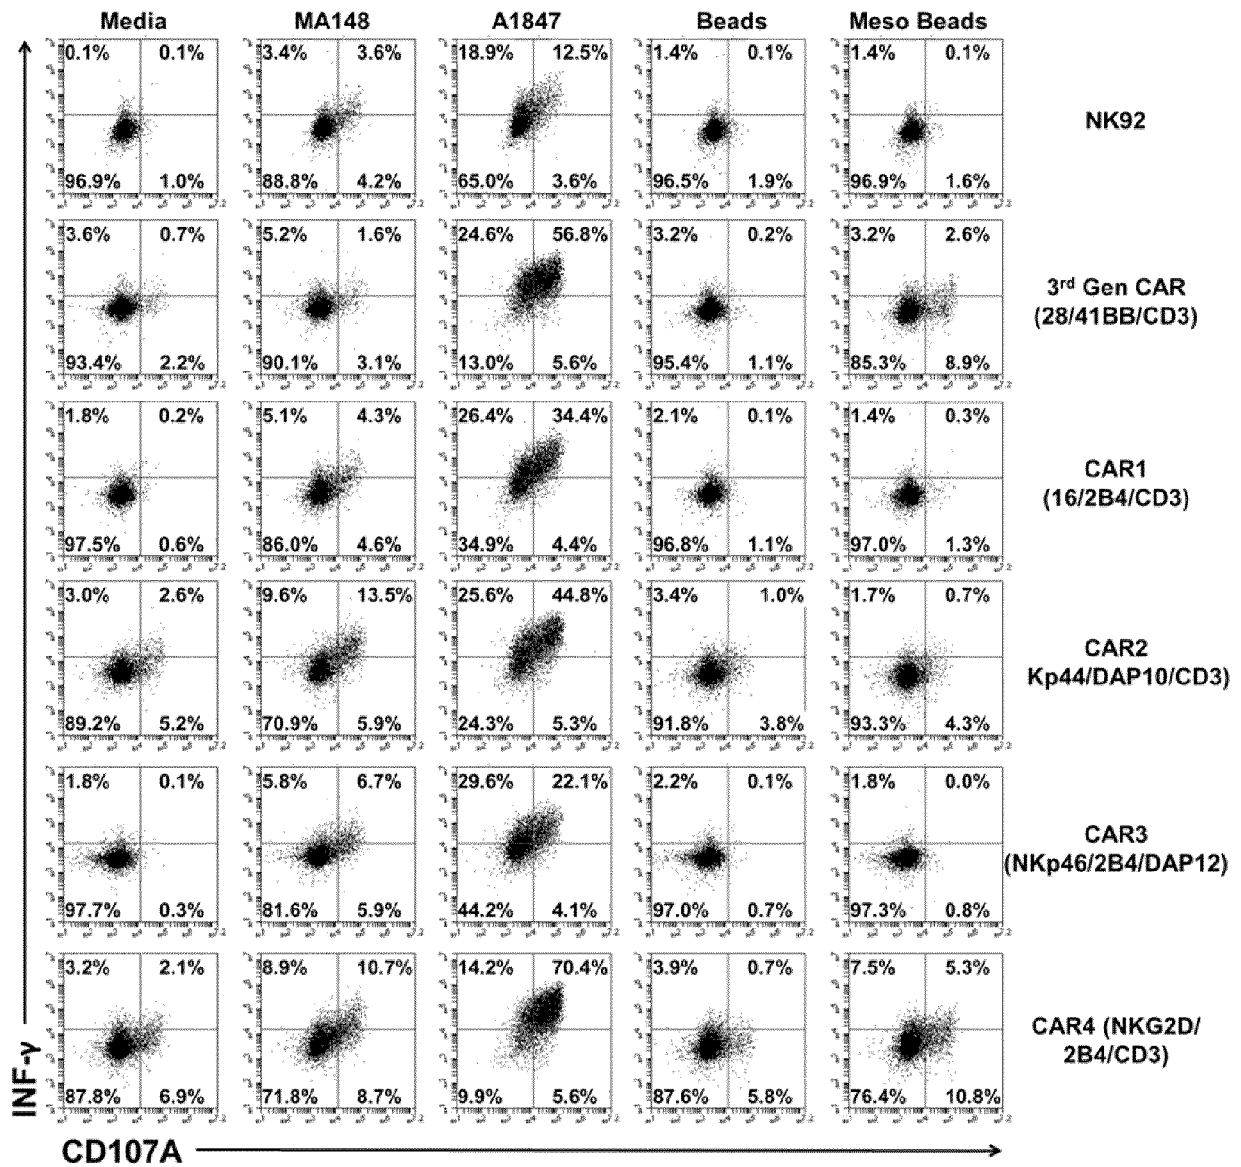 Media MA148 A1847 Beads Meso Beads
0.1% 0.1% 3.4% 3.6% 18.9% 12.5% 1.4% 0.1% 1.4% 0.1%
NK92
96.9% 1.0% 88.8% 4.2% 65.0% 3.6% 96.5% 1.9% 96.9% 1.6%
3.6% 0.7% 5.2% 1.6% 24.6% 56.8% 3.2% 0.2% 3.2% 2.6%
3rd Gen CAR
(28/41BB/CD3)
93.4% 2.2% 90.1% 3.1% 13.0% 5.6% 95.4% 1.1% 85.3% 8.9%
1.8% 0.2% 5.1% 4.3% 26.4% 34.4% 2.1% 0.1% 1.4% 0.3%
CAR1
(16/2B4/CD3)
97.5% 0.6% 86.0% 4.6% 34.9% 4.4% 96.8% 1.1% 97.0% 1.3%
3.0% 2.6% 9.6% 13.5% 25.6% 44.8% 3.4% 1.0% 1.7% 0.7%
CAR2
Kp44/DAP10/CD3)
89.2% 5.2% 70.9% 5.9% 24.3% 5.3% 91.8% 3.8% 93.3% 4.3%
1.8% 0.1% 5.8% 6.7% 29.6% 22.1% 2.2% 0.1% 1.8% 0.0%
CAR3
(NKp46/2B4/DAP12)
97.7% 0.3% 81.6% 5.9% 44.2% 4.1% 97.0% 0.7% 97.3% 0.8%
3.2% 2.1% 8.9% 10.7% 14.2% 70.4% 3.9% 0.7% 7.5% 5.3%
CAR4 (NKG2D/
2B4/CD3)
87.8% 6.9% 71.8% 8.7% 9.9% 5.6% 87.6% 5.8% 76.4% 10.8%
INF-γ
CD107A